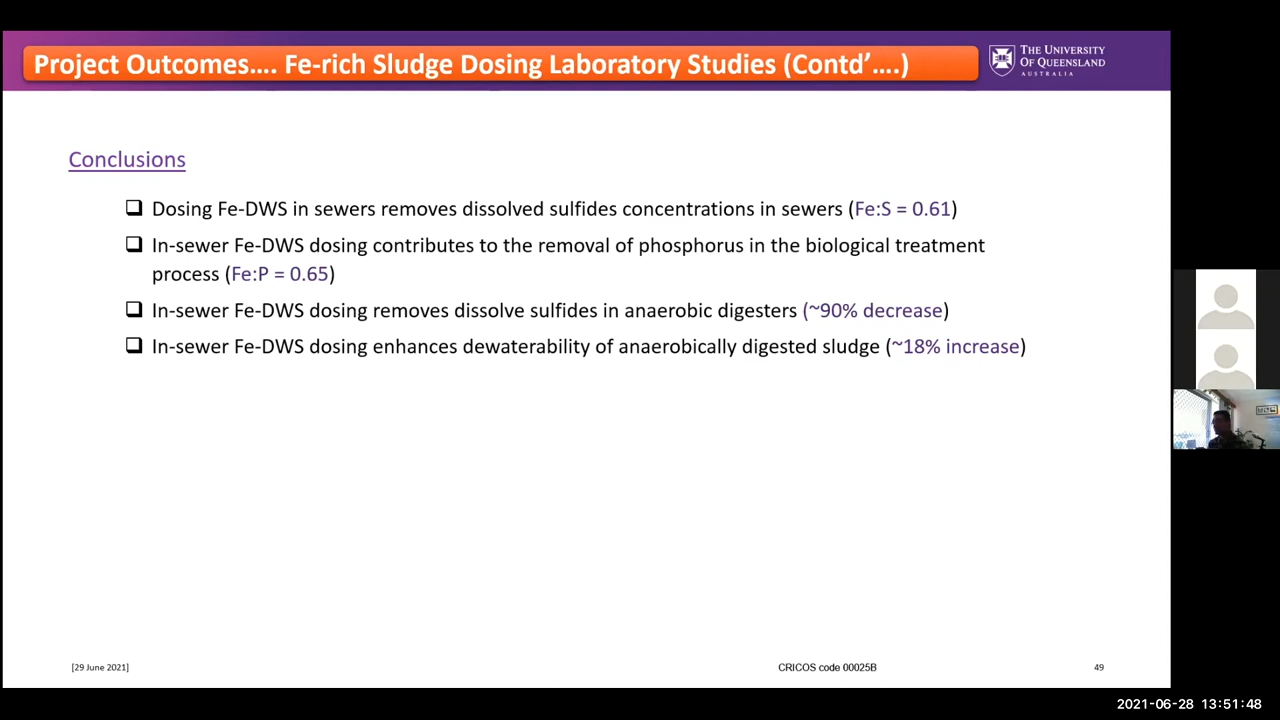 Project Outcomes.... Fe-rich Sludge Dosing Laboratory Studies (Contd'....)
THE UNIVERSITY
OF QUEENSLAND
AUSTRALIA
Conclusions
Dosing Fe-DWS in sewers removes dissolved sulfides concentrations in sewers (Fe:S = 0.61)
In-sewer Fe-DWS dosing contributes to the removal of phosphorus in the biological treatment
process (Fe:P = 0.65)
In-sewer Fe-DWS dosing removes dissolve sulfides in anaerobic digesters (~90% decrease)
In-sewer Fe-DWS dosing enhances dewaterability of anaerobically digested sludge (~18% increase)
[29 June 2021]
CRICOS code 00025B
49
2021-06-28 13:51:48